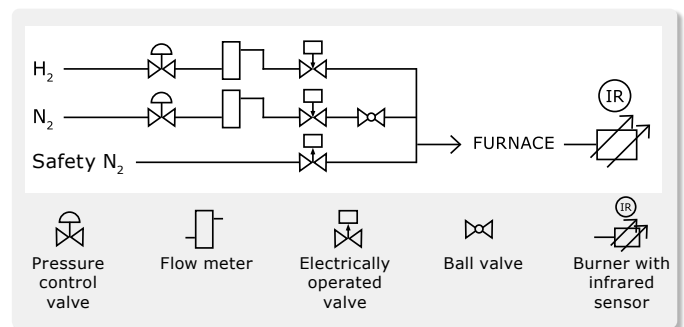 H₂
IR
N₂
FURNACE
Safety N₂
IR
Pressure
control
valve
Flow meter
Electrically
operated
valve
Ball valve
Burner with
infrared
sensor